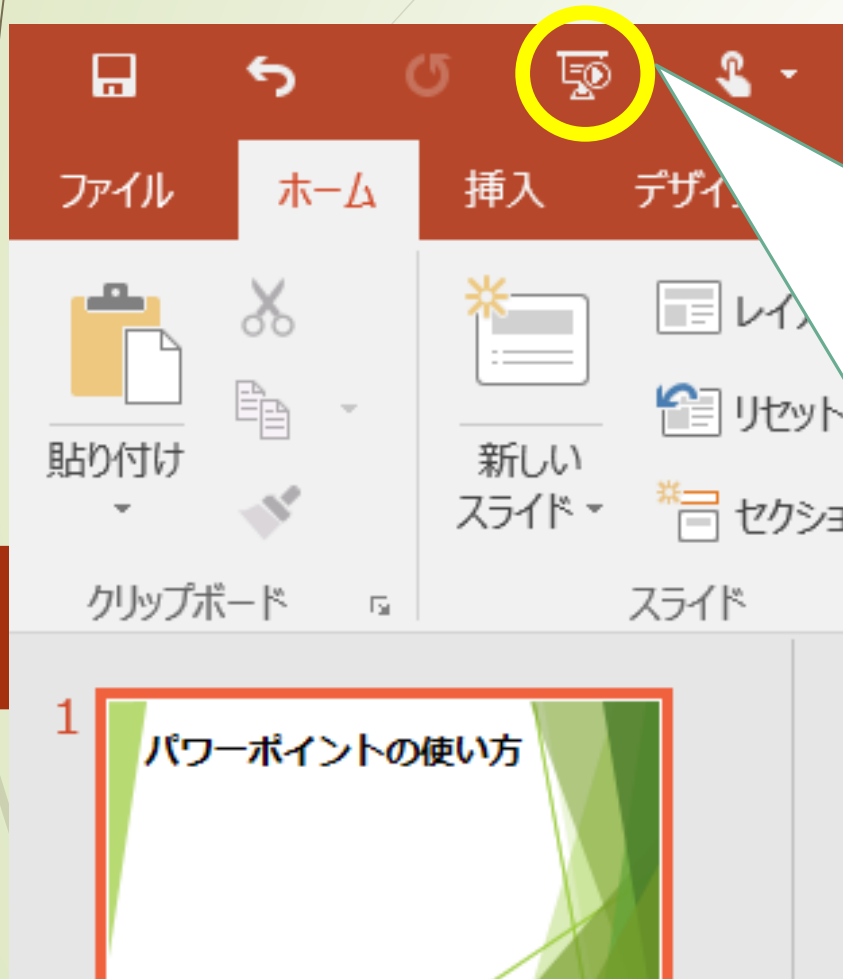 ファイル ホーム 挿入 デザイ
レイア
リセット
貼り付け
新しい
スライド
セクショ
クリップボード スライド
1
パワーポイントの使い方